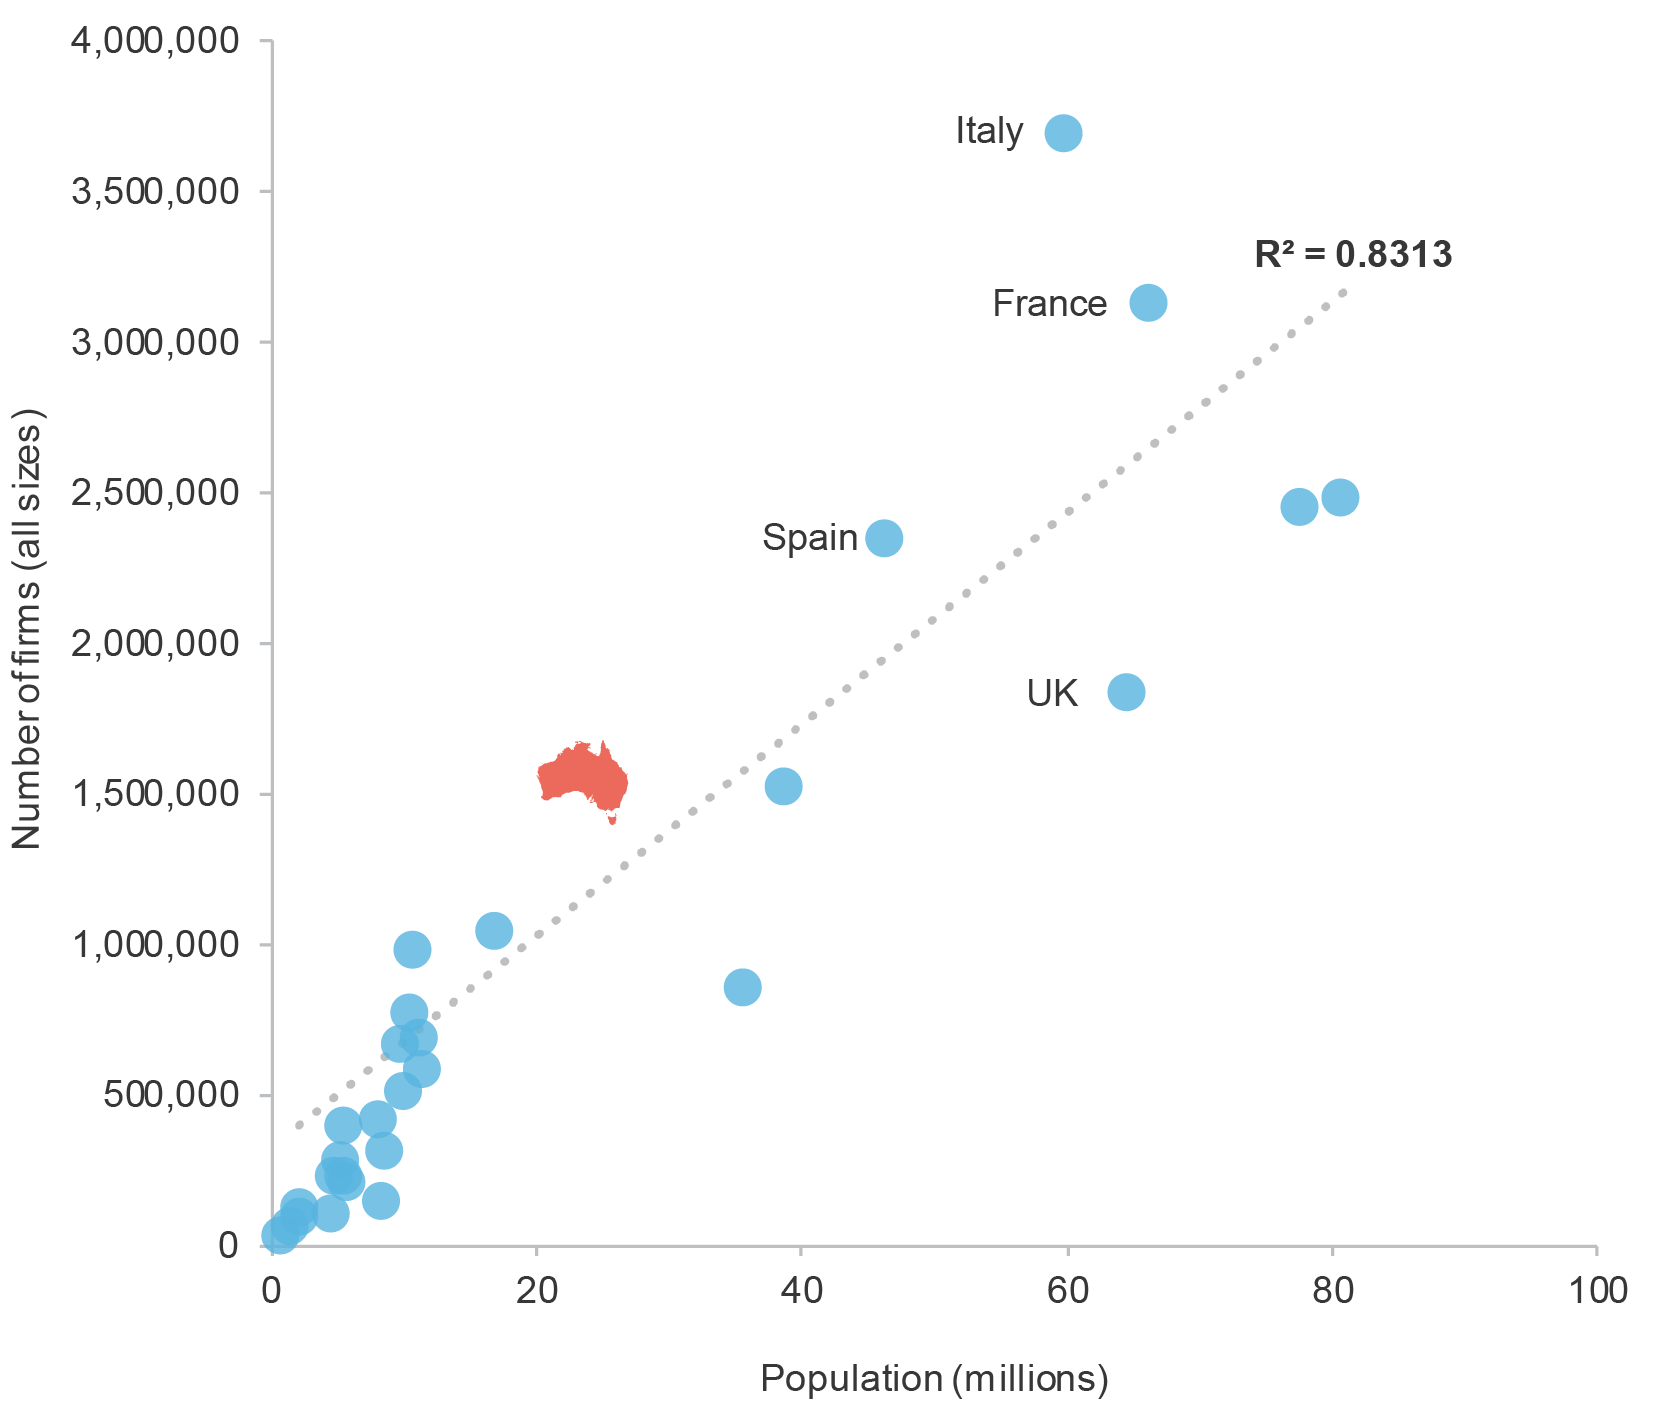 4,000,000
Italy
3,500,000
R² = 0.8313
France
3,000,000
2,500,000
Spain
2,000,000
UK
1,500,000
1,000,000
500,000
0
Number of firms (all sizes)
0 20 40 60 80 100
Population (millions)